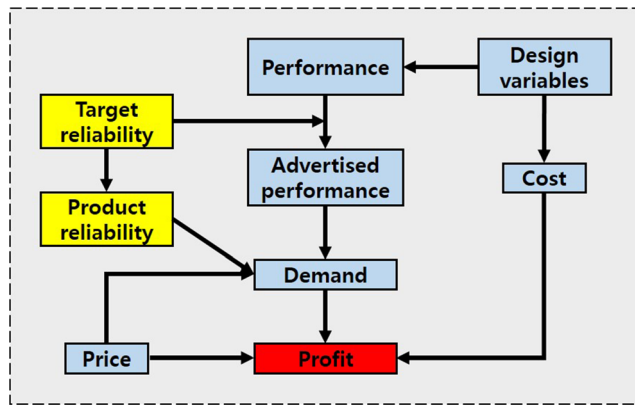 Performance
Design
variables
Target
reliability
Advertised
performance
Cost
Product
reliability
Demand
Price
Profit